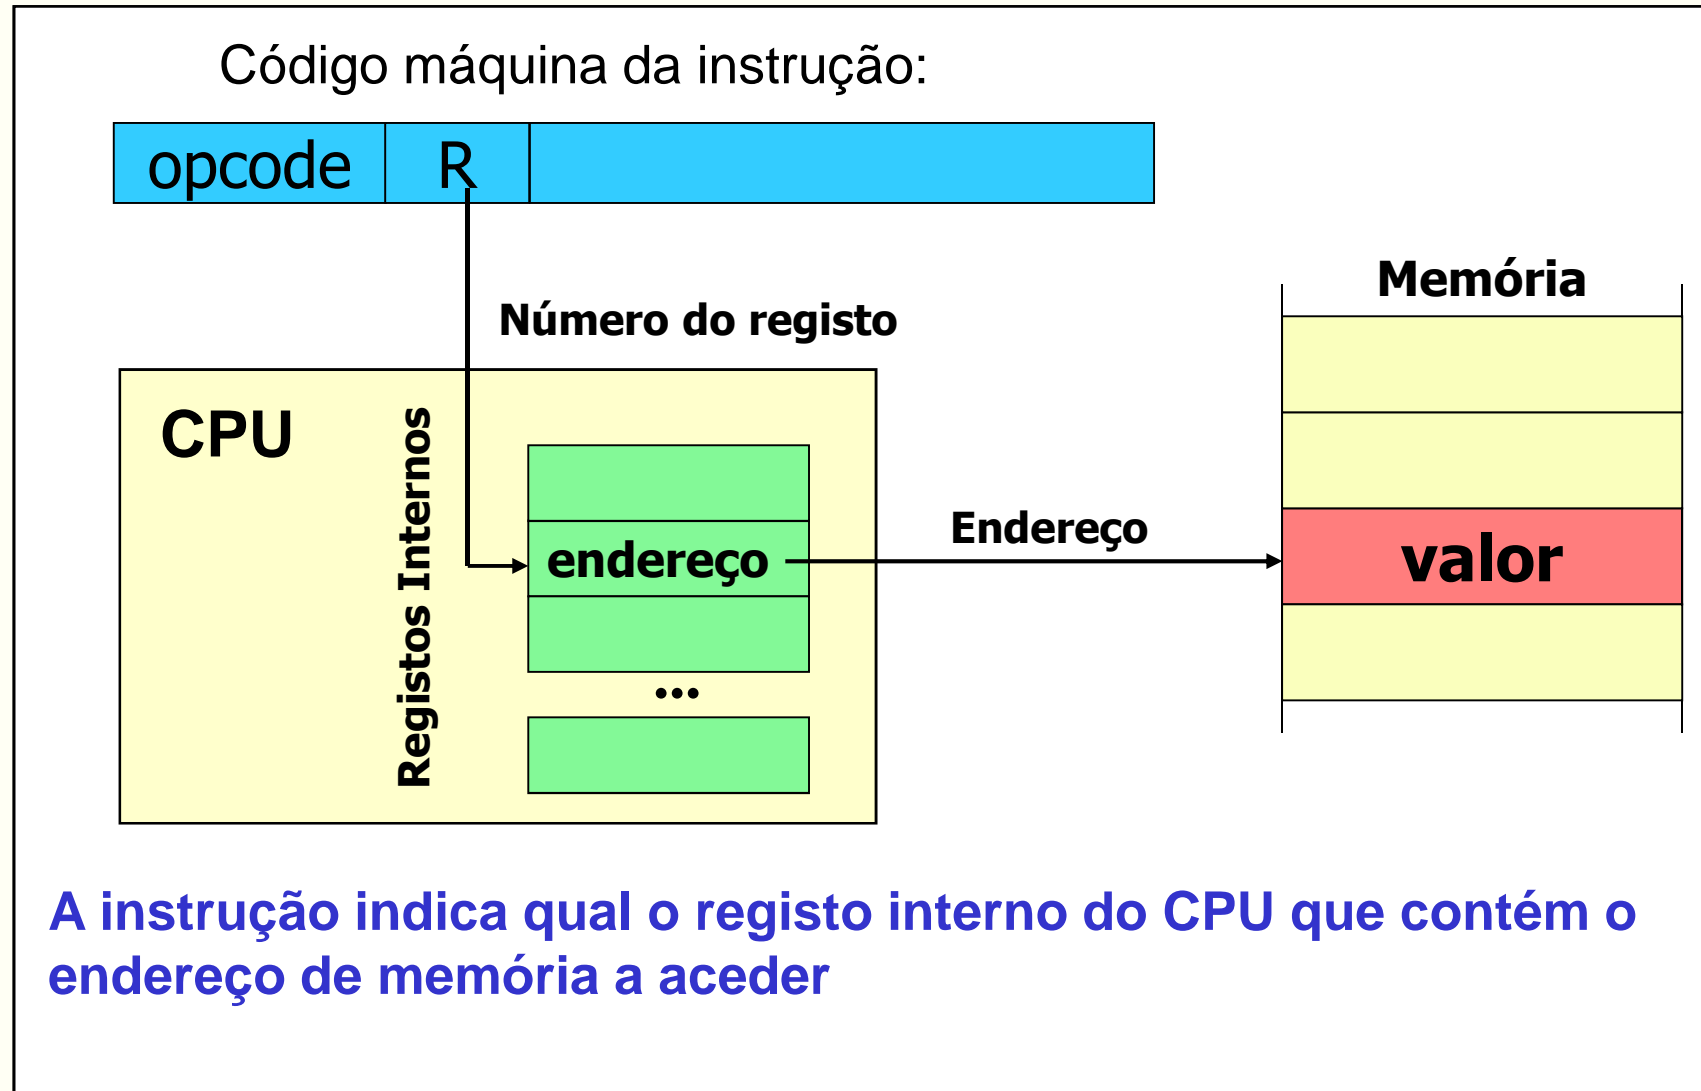 Código máquina da instrução:
opcode R
Número do registo
Memória
CPU
Registos Internos
endereço
Endereço
valor
...
A instrução indica qual o registo interno do CPU que contém o
endereço de memória a aceder